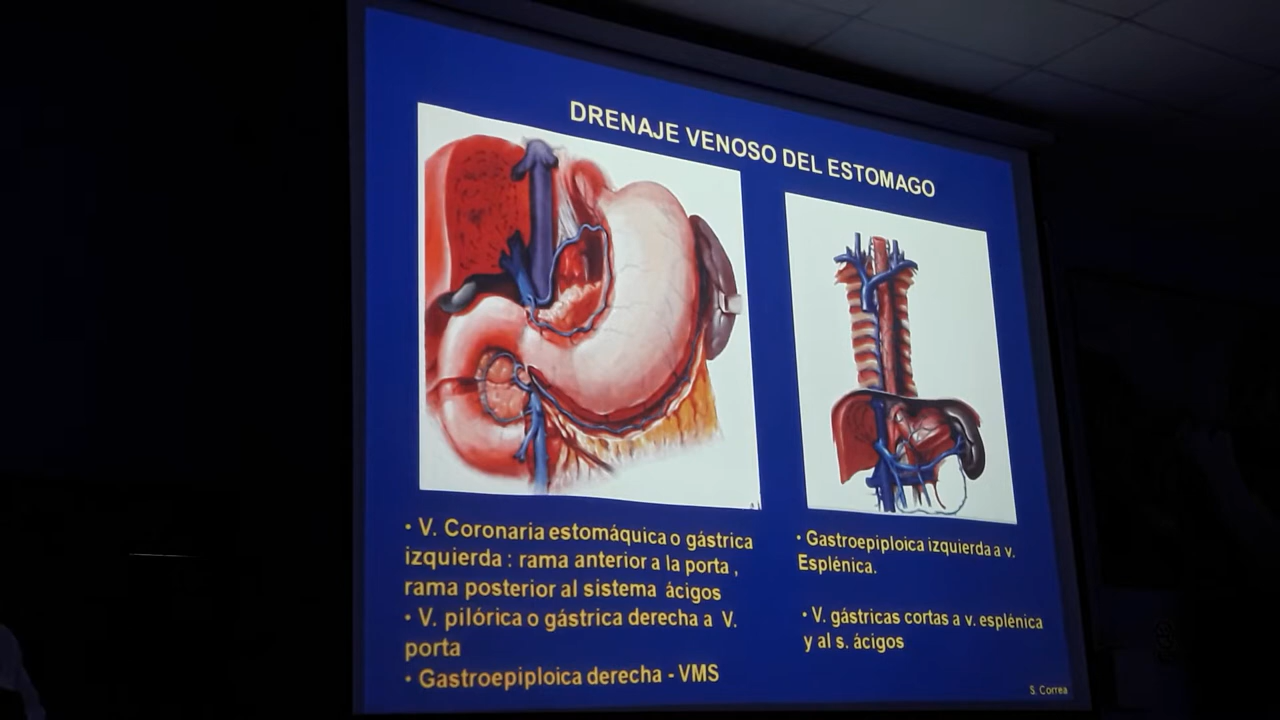 DRENAJE VENOSO DEL ESTOMAGO
• V. Coronaria estomáquica o gástrica
izquierda : rama anterior a la porta ,
rama posterior al sistema ácigos
• V. pilórica o gástrica derecha a V.
porta
• Gastroepiploica derecha - VMS
• Gastroepiploica izquierda a v.
Esplénica.
• V. gástricas cortas a v. esplénica
y al s. ácigos
S. Correa